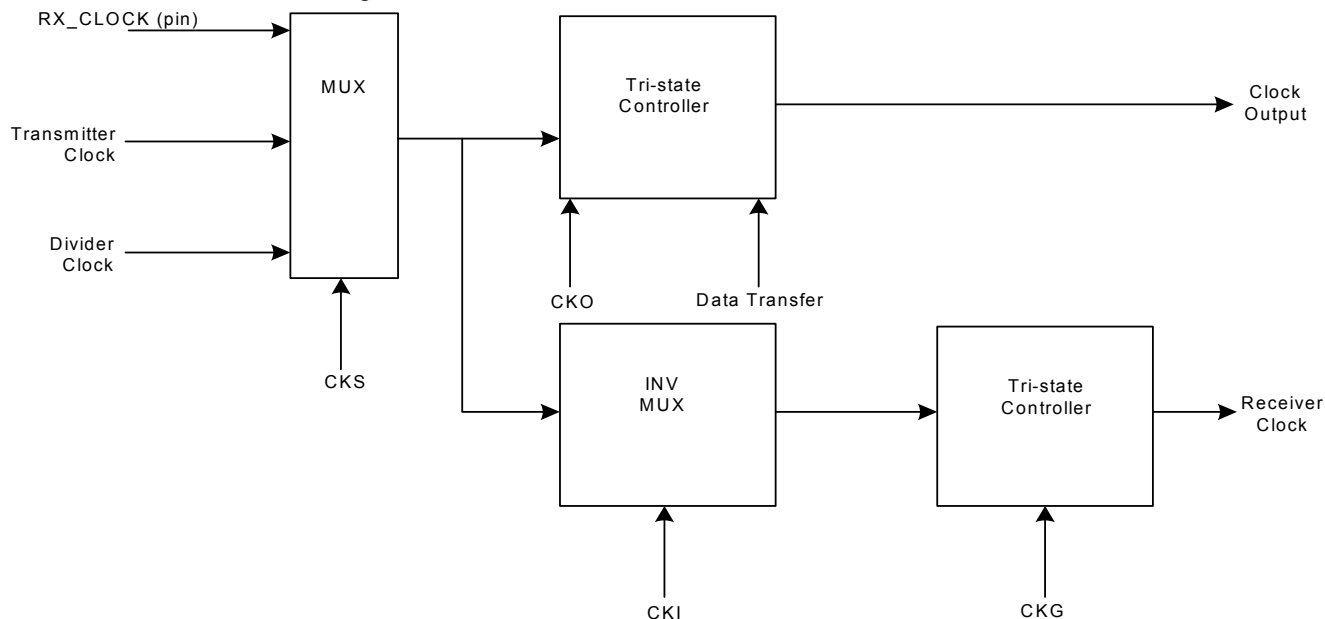 RX_CLOCK (pin)
MUX
Tri-state
Controller
Clock
Output
Transmitter
Clock
Divider
Clock
CKO
Data Transfer
CKS
INV
MUX
Tri-state
Controller
Receiver
Clock
CKI
CKG